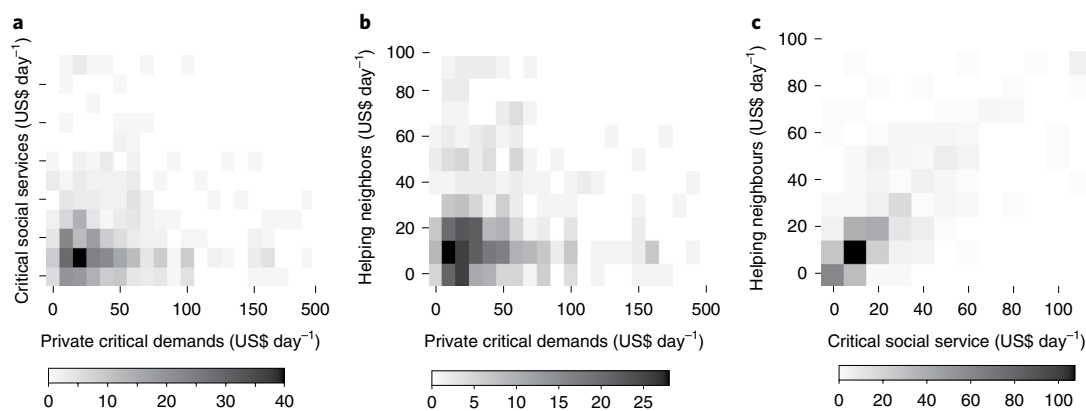 a
Critical social services (US$ day⁻¹)
0 50 100 150 500
Private critical demands (US$ day⁻¹)
0 10 20 30 40
b
Helping neighbors (US$ day⁻¹)
100
80
60
40
20
0
0 50 100 150 500
Private critical demands (US$ day⁻¹)
0 5 10 15 20 25
c
Helping neighbours (US$ day⁻¹)
100
80
60
40
20
0
0 20 40 60 80 100
Critical social service (US$ day⁻¹)
0 20 40 60 80 100